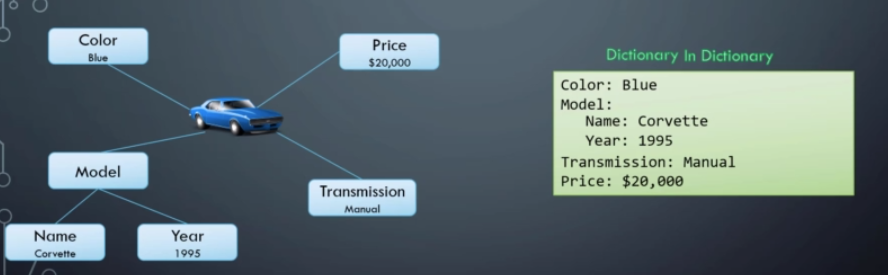 Color
Blue
Price
$20,000
Model
Transmission
Manual
Name
Corvette
Year
1995
Dictionary In Dictionary
Color: Blue
Model:
Name: Corvette
Year: 1995
Transmission: Manual
Price: $20,000